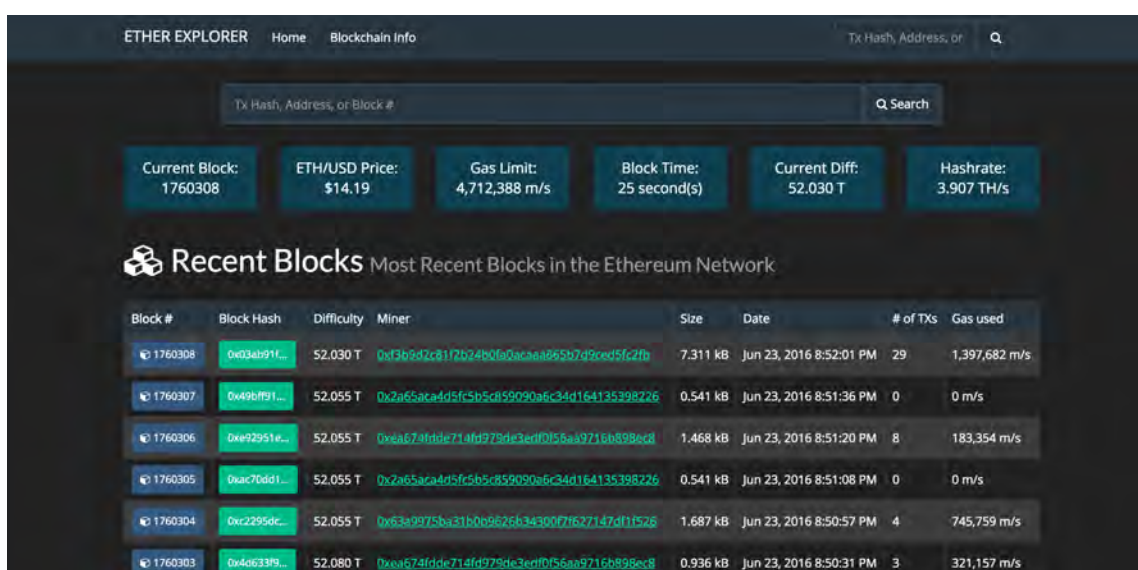 ETHER EXPLORER Home Blockchain Info Tx Hash, Address, or
Tx Hash, Address, or Block # Search
Current Block: ETH/USD Price: Gas Limit: Block Time: Current Diff: Hashrate:
1760308 $14.19 4,712,388 m/s 25 second(s) 52.030 T 3.907 TH/s
Recent Blocks Most Recent Blocks in the Ethereum Network
Block # Block Hash Difficulty Miner Size Date # of TXs Gas used
1760308 0x03ab91f... 52.030 T 7.311 kB Jun 23, 2016 8:52:01 PM 29 1,397,682 m/s
1760307 0x49bff91... 52.055 T 0x2a65aca4d5fc5b5c859090a6c34d164135398226 0.541 kB Jun 23, 2016 8:51:36 PM 0 0 m/s
1760306 0xe92951e... 52.055 T 0xea674fdde714fd979de3edf0f56aa9716b898ec8 1.468 kB Jun 23, 2016 8:51:20 PM 8 183,354 m/s
1760305 0xac70dd1... 52.055 T 0x2a65aca4d5fc5b5c859090a6c34d164135398226 0.541 kB Jun 23, 2016 8:51:08 PM 0 0 m/s
1760304 0xc2295dc... 52.055 T 1.687 kB Jun 23, 2016 8:50:57 PM 4 745,759 m/s
1760303 0x4d633f9... 52.080 T 0xea674fdde714fd979de3edf0f56aa9716b898ec8 0.936 kB Jun 23, 2016 8:50:31 PM 3 321,157 m/s